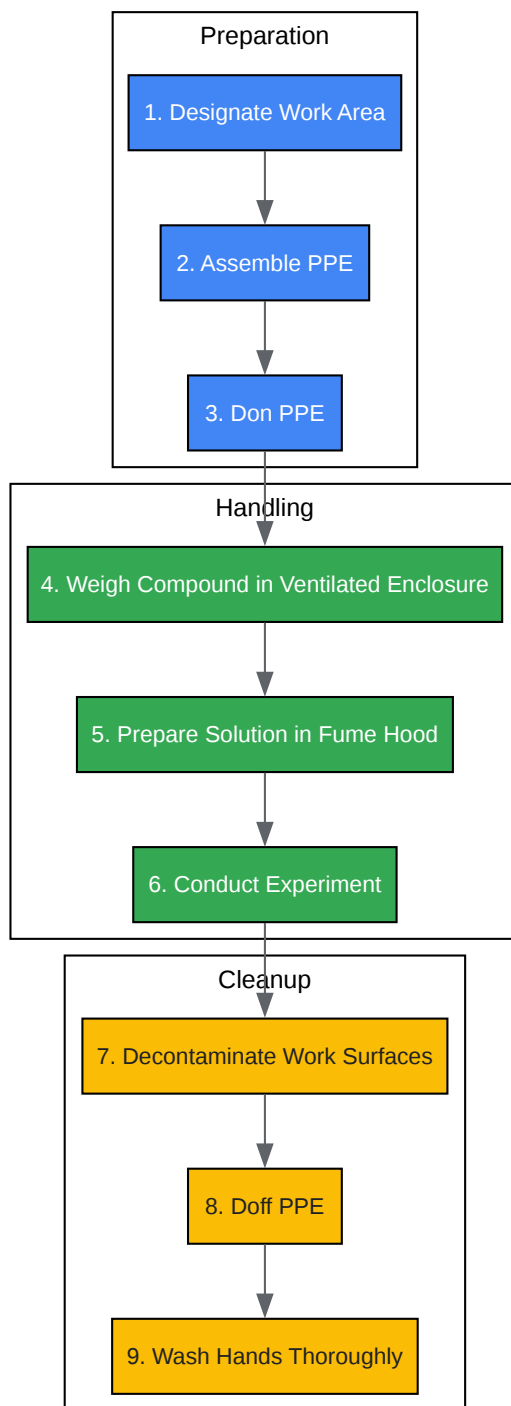 Preparation
1. Designate Work Area
2. Assemble PPE
3. Don PPE
Handling
4. Weigh Compound in Ventilated Enclosure
5. Prepare Solution in Fume Hood
6. Conduct Experiment
Cleanup
7. Decontaminate Work Surfaces
8. Doff PPE
9. Wash Hands Thoroughly